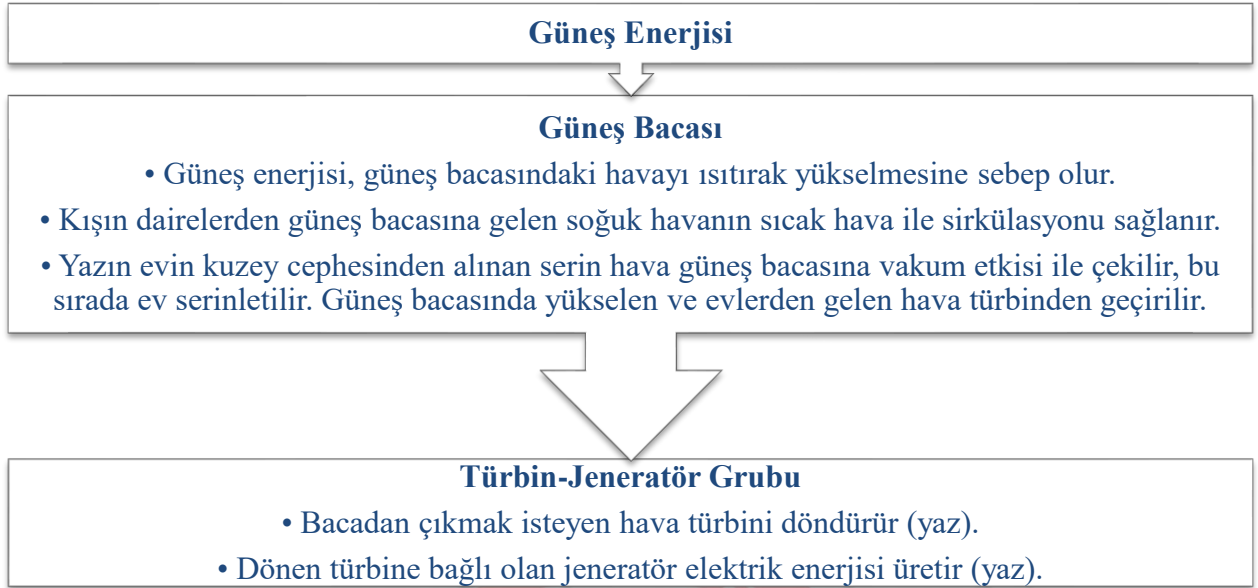 Güneş Enerjisi
Güneş Bacası
• Güneş enerjisi, güneş bacasındaki havayı ısıtırak yükselmesine sebep olur.
• Kışın dairelerden güneş bacasına gelen soğuk havanın sıcak hava ile sirkülasyonu sağlanır.
• Yazın evin kuzey cephesinden alınan serin hava güneş bacasına vakum etkisi ile çekilir, bu
sırada ev serinletilir. Güneş bacasında yükselen ve evlerden gelen hava türbinden geçirilir.
Türbin-Jeneratör Grubu
• Bacadan çıkmak isteyen hava türbini döndürür (yaz).
• Dönen türbine bağlı olan jeneratör elektrik enerjisi üretir (yaz).